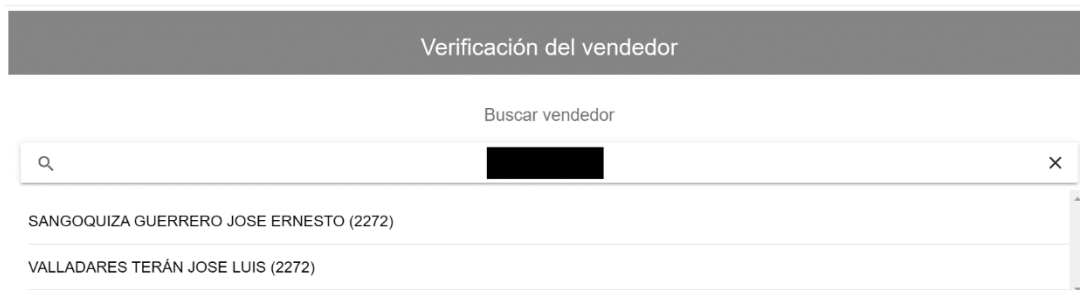 Verificación del vendedor
Buscar vendedor
SANGOQUIZA GUERRERO JOSE ERNESTO (2272)
VALLADARES TERÁN JOSE LUIS (2272)